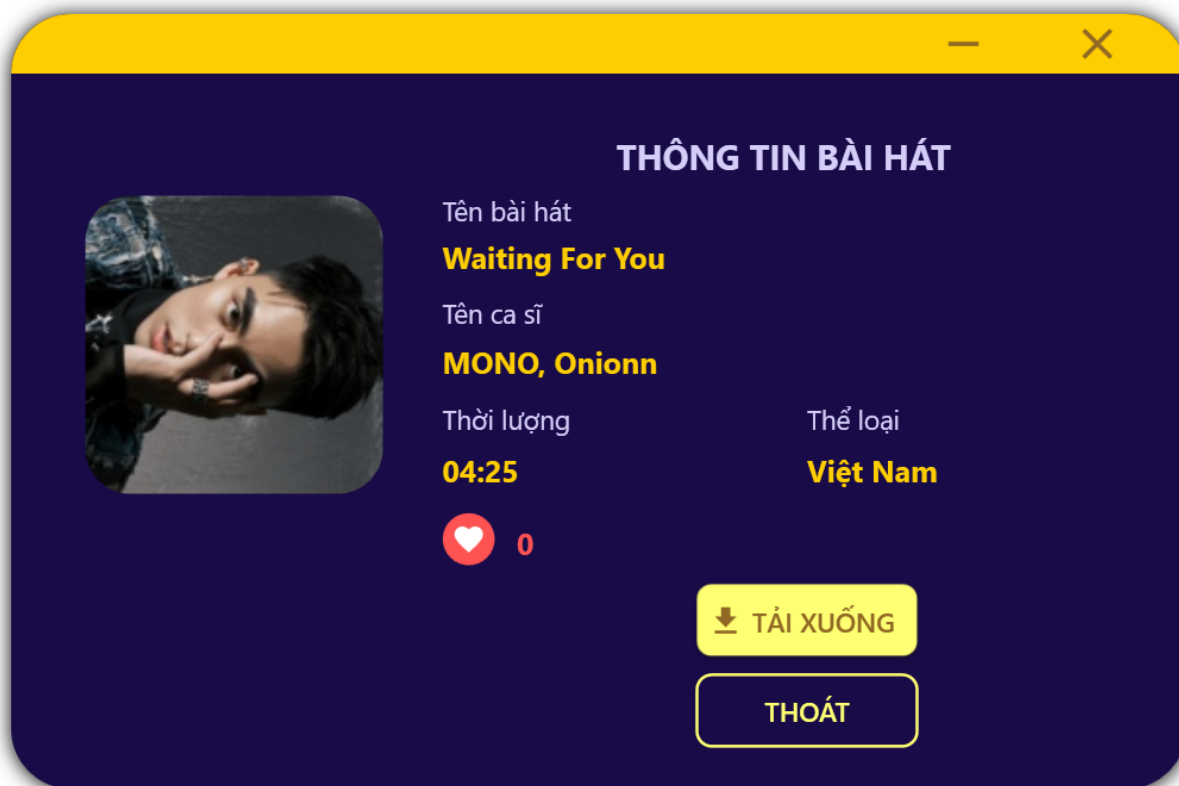 THÔNG TIN BÀI HÁT
Tên bài hát
Waiting For You
Tên ca sĩ
MONO, Onionn
Thời lượng
Thể loại
04:25
Việt Nam
0
TẢI XUỐNG
THOÁT